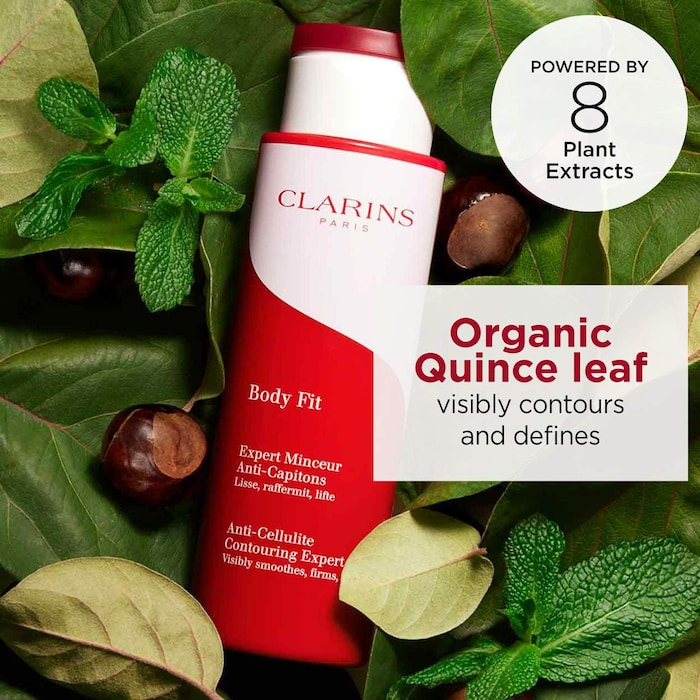 POWERED BY
8
Plant
Extracts
CLARINS
PARIS
Organic
Quince leaf
visibly contours
and defines
Body Fit
Expert Minceur
Anti-Capitons
Lisse, raffermit, lifte
Anti-Cellulite
Contouring Expert
Visibly smoothes, firms,